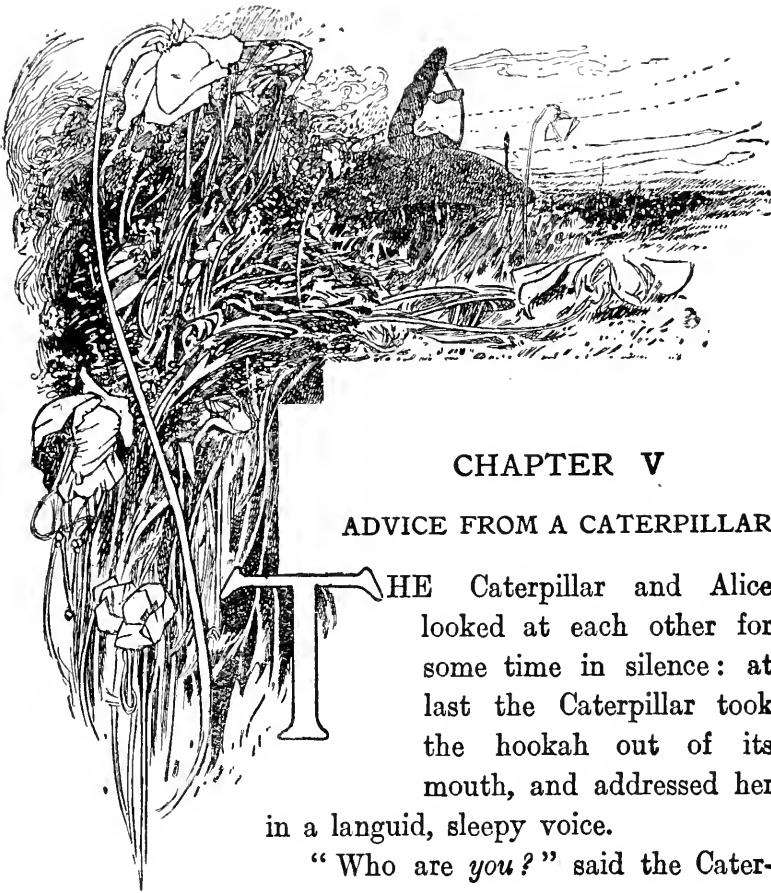 CHAPTER V
ADVICE FROM A CATERPILLAR
THE Caterpillar and Alice
looked at each other for
some time in silence: at
last the Caterpillar took
the hookah out of its
mouth, and addressed her
in a languid, sleepy voice.
“Who are you?” said the Cater-